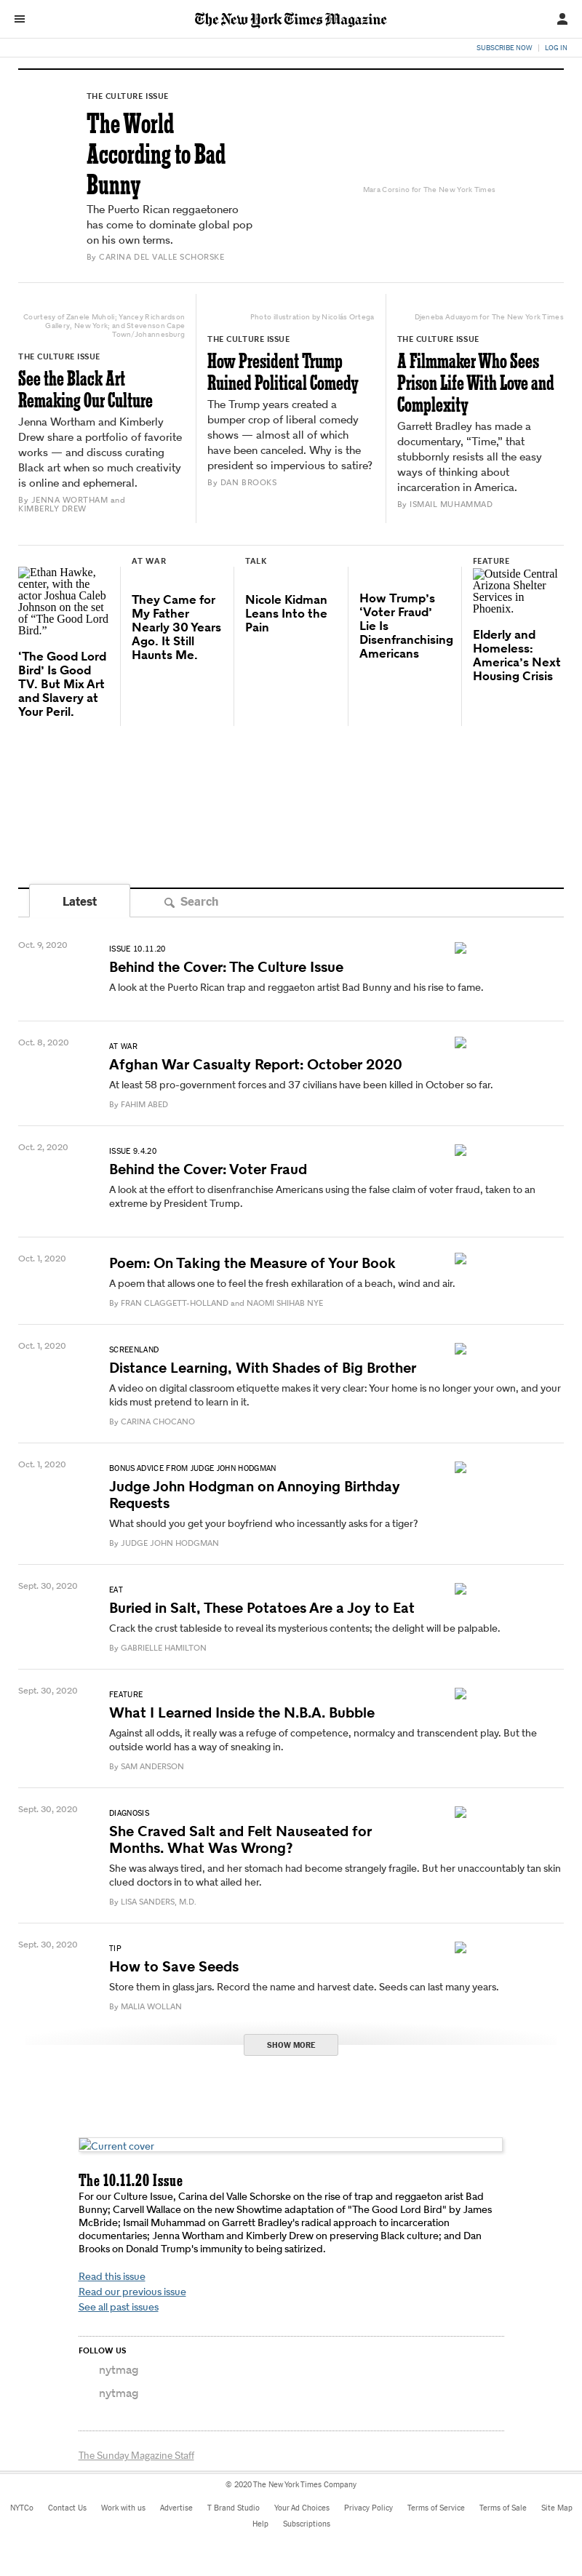 The New York Times Magazine
SUBSCRIBE NOW
LOG IN
THE CULTURE ISSUE
The World
According to Bad
Bunny
The Puerto Rican reggaetonero
has come to dominate global pop
on his own terms.
By CARINA DEL VALLE SCHORSKE
Mara Corsino for The New York Times
Courtesy of Zanele Muholi; Yancey Richardson
Gallery, New York; and Stevenson Cape
Town/Johannesburg
THE CULTURE ISSUE
See the Black Art
Remaking Our Culture
Jenna Wortham and Kimberly
Drew share a portfolio of favorite
works — and discuss curating
Black art when so much creativity
is online and ephemeral.
By JENNA WORTHAM and
KIMBERLY DREW
Photo illustration by Nicolás Ortega
THE CULTURE ISSUE
How President Trump
Ruined Political Comedy
The Trump years created a
bumper crop of liberal comedy
shows — almost all of which
have been canceled. Why is the
president so impervious to satire?
By DAN BROOKS
Djeneba Aduayom for The New York Times
THE CULTURE ISSUE
A Filmmaker Who Sees
Prison Life With Love and
Complexity
Garrett Bradley has made a
documentary, “Time,” that
stubbornly resists all the easy
ways of thinking about
incarceration in America.
By ISMAIL MUHAMMAD
Ethan Hawke,
center, with the
actor Joshua Caleb
Johnson on the set
of “The Good Lord
Bird.”
'The Good Lord
Bird' Is Good
TV. But Mix Art
and Slavery at
Your Peril.
AT WAR
They Came for
My Father
Nearly 30 Years
Ago. It Still
Haunts Me.
TALK
Nicole Kidman
Leans Into the
Pain
How Trump’s
‘Voter Fraud’
Lie Is
Disenfranchising
Americans
FEATURE
Outside Central
Arizona Shelter
Services in
Phoenix.
Elderly and
Homeless:
America’s Next
Housing Crisis
Latest
Search
Oct. 9, 2020
ISSUE 10.11.20
Behind the Cover: The Culture Issue
A look at the Puerto Rican trap and reggaeton artist Bad Bunny and his rise to fame.
Oct. 8, 2020
AT WAR
Afghan War Casualty Report: October 2020
At least 58 pro-government forces and 37 civilians have been killed in October so far.
By FAHIM ABED
Oct. 2, 2020
ISSUE 9.4.20
Behind the Cover: Voter Fraud
A look at the effort to disenfranchise Americans using the false claim of voter fraud, taken to an
extreme by President Trump.
Oct. 1, 2020
Poem: On Taking the Measure of Your Book
A poem that allows one to feel the fresh exhilaration of a beach, wind and air.
By FRAN CLAGGETT-HOLLAND and NAOMI SHIHAB NYE
Oct. 1, 2020
SCREENLAND
Distance Learning, With Shades of Big Brother
A video on digital classroom etiquette makes it very clear: Your home is no longer your own, and your
kids must pretend to learn in it.
By CARINA CHOCANO
Oct. 1, 2020
BONUS ADVICE FROM JUDGE JOHN HODGMAN
Judge John Hodgman on Annoying Birthday
Requests
What should you get your boyfriend who incessantly asks for a tiger?
By JUDGE JOHN HODGMAN
Sept. 30, 2020
EAT
Buried in Salt, These Potatoes Are a Joy to Eat
Crack the crust tableside to reveal its mysterious contents; the delight will be palpable.
By GABRIELLE HAMILTON
Sept. 30, 2020
FEATURE
What I Learned Inside the N.B.A. Bubble
Against all odds, it really was a refuge of competence, normalcy and transcendent play. But the
outside world has a way of sneaking in.
By SAM ANDERSON
Sept. 30, 2020
DIAGNOSIS
She Craved Salt and Felt Nauseated for
Months. What Was Wrong?
She was always tired, and her stomach had become strangely fragile. But her unaccountably tan skin
clued doctors in to what ailed her.
By LISA SANDERS, M.D.
Sept. 30, 2020
TIP
How to Save Seeds
Store them in glass jars. Record the name and harvest date. Seeds can last many years.
By MALIA WOLLAN
SHOW MORE
Current cover
The 10.11.20 Issue
For our Culture Issue, Carina del Valle Schorske on the rise of trap and reggaeton arist Bad
Bunny; Carvell Wallace on the new Showtime adaptation of "The Good Lord Bird" by James
McBride; Ismail Muhammad on Garrett Bradley's radical approach to incarceration
documentaries; Jenna Wortham and Kimberly Drew on preserving Black culture; and Dan
Brooks on Donald Trump's immunity to being satirized.
Read this issue
Read our previous issue
See all past issues
FOLLOW US
nytmag
nytmag
The Sunday Magazine Staff
© 2020 The New York Times Company
NYTCo Contact Us Work with us Advertise T Brand Studio Your Ad Choices Privacy Policy Terms of Service Terms of Sale Site Map
Help Subscriptions